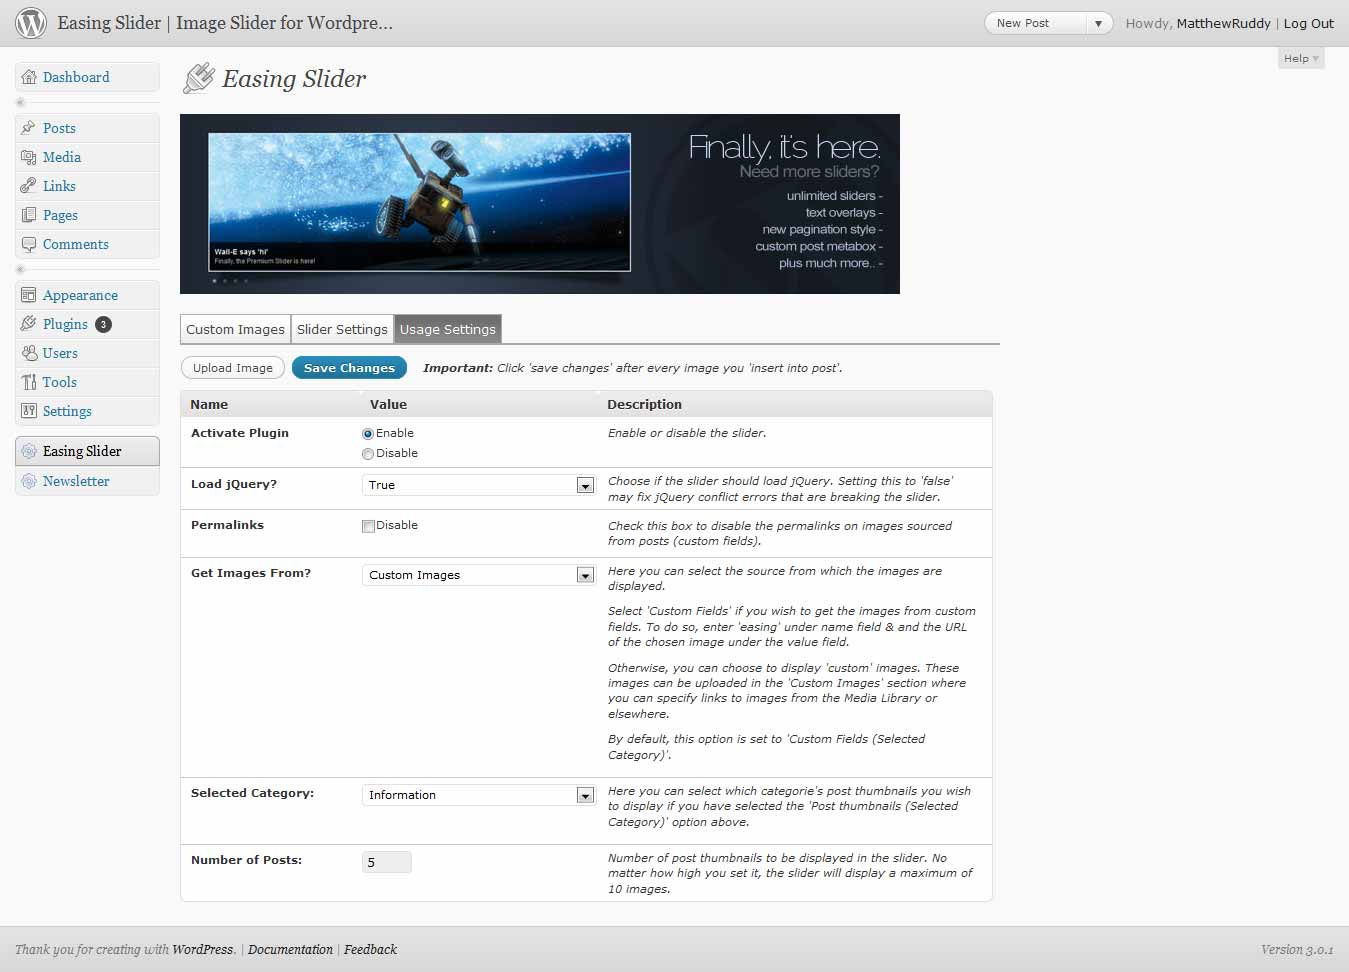 Easing Slider | Image Slider for Wordpre...
New Post
Howdy, MatthewRuddy | Log Out
Help
Dashboard
Posts
Media
Links
Pages
Comments
Appearance
Plugins 3
Users
Tools
Settings
Easing Slider
Newsletter
Easing Slider
Finally, it's here.
Need more sliders?
unlimited sliders -
text overlays -
new pagination style -
custom post metabox -
plus much more.. -
Wall-E says 'hi'
Finally, the Premium Slider is here!
Custom Images
Slider Settings
Usage Settings
Upload Image
Save Changes
Important: Click 'save changes' after every image you 'insert into post'.
Name Value Description
Activate Plugin
Enable
Disable
Enable or disable the slider.
Load jQuery?
True
Choose if the slider should load jQuery. Setting this to 'false'
may fix jQuery conflict errors that are breaking the slider.
Permalinks
Disable
Check this box to disable the permalinks on images sourced
from posts (custom fields).
Get Images From?
Custom Images
Here you can select the source from which the images are
displayed.
Select 'Custom Fields' if you wish to get the images from custom
fields. To do so, enter 'easing' under name field & and the URL
of the chosen image under the value field.
Otherwise, you can choose to display 'custom' images. These
images can be uploaded in the 'Custom Images' section where
you can specify links to images from the Media Library or
elsewhere.
By default, this option is set to 'Custom Fields (Selected
Category)'.
Selected Category:
Information
Here you can select which categorie's post thumbnails you wish
to display if you have selected the 'Post thumbnails (Selected
Category)' option above.
Number of Posts:
5
Number of post thumbnails to be displayed in the slider. No
matter how high you set it, the slider will display a maximum of
10 images.
Thank you for creating with WordPress. | Documentation | Feedback
Version 3.0.1